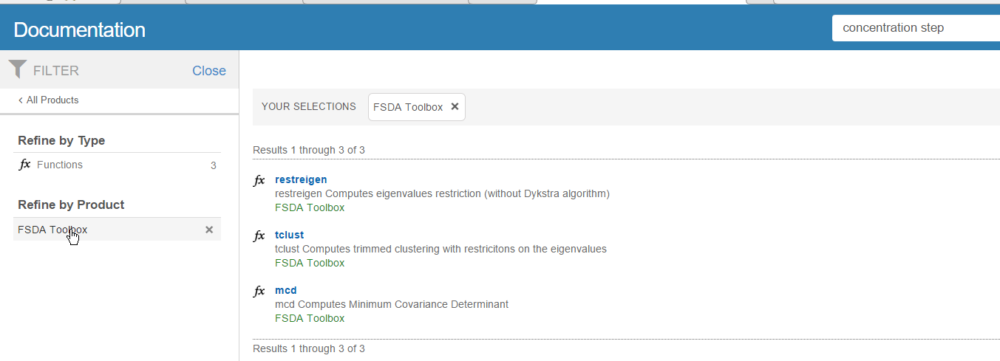 Documentation
concentration step
FILTER
Close
< All Products
Refine by Type
fx Functions 3
Refine by Product
FSDA Toolbox ×
YOUR SELECTIONS FSDA Toolbox ×
Results 1 through 3 of 3
fx restreigen
restreigen Computes eigenvalues restriction (without Dykstra algorithm)
FSDA Toolbox
fx tclust
tclust Computes trimmed clustering with restricitons on the eigenvalues
FSDA Toolbox
fx mcd
mcd Computes Minimum Covariance Determinant
FSDA Toolbox
Results 1 through 3 of 3